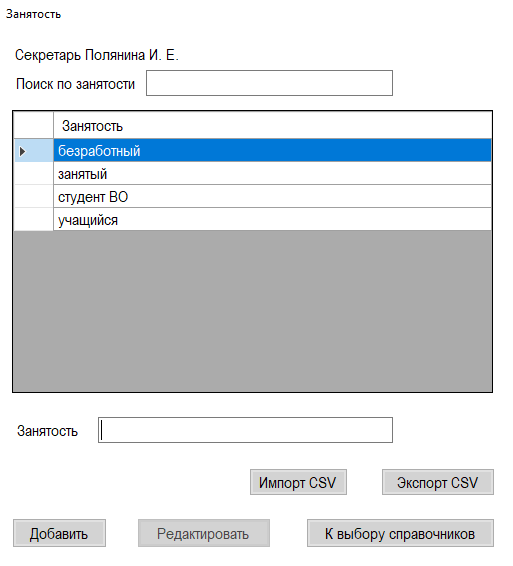 Занятость
Секретарь Полянина И. Е.
Поиск по занятости
Занятость
безработный
занятый
студент ВО
учащийся
Занятость
Импорт CSV Экспорт CSV
Добавить Редактировать К выбору справочников